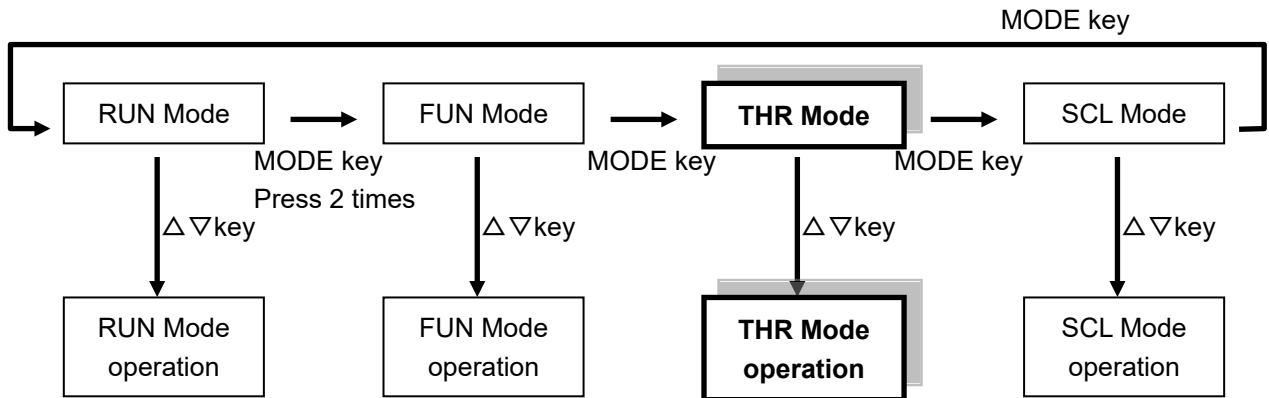 MODE key
RUN Mode
FUN Mode
THR Mode
SCL Mode
MODE key
Press 2 times
MODE key
MODE key
△▽key
△▽key
△▽key
△▽key
RUN Mode
operation
FUN Mode
operation
THR Mode
operation
SCL Mode
operation